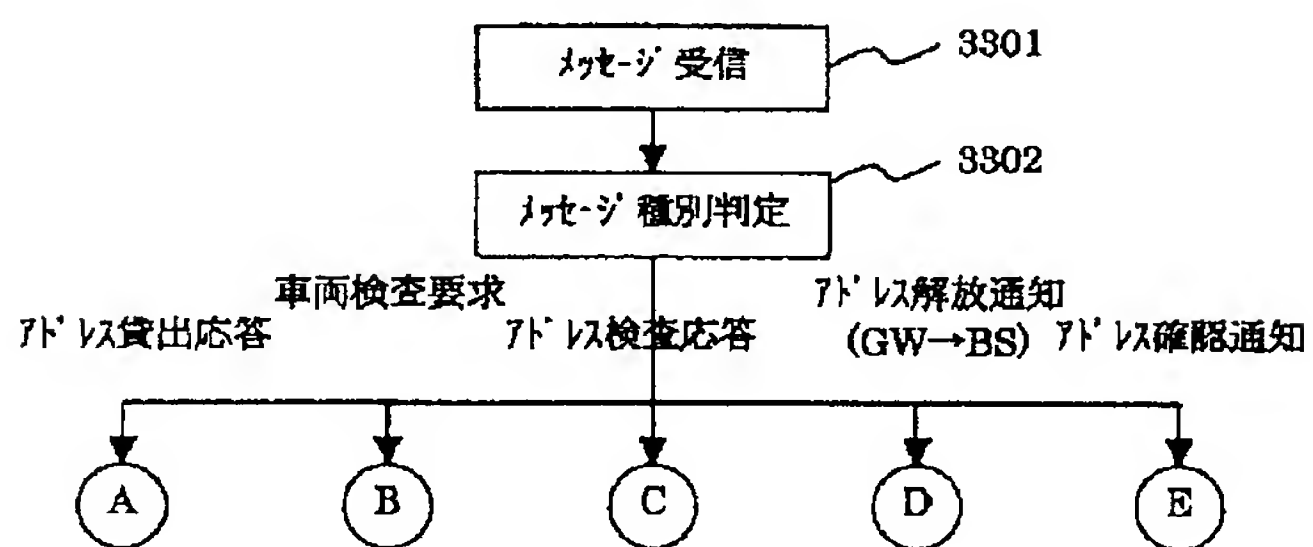 ﾒｯｾｰｼﾞ受信
3301
ﾒｯｾｰｼﾞ種別判定
3302
車両検査要求
ｱﾄﾞﾚｽ解放通知
ｱﾄﾞﾚｽ貸出応答
ｱﾄﾞﾚｽ検査応答
(GW→BS)
ｱﾄﾞﾚｽ確認通知
A
B
C
D
E